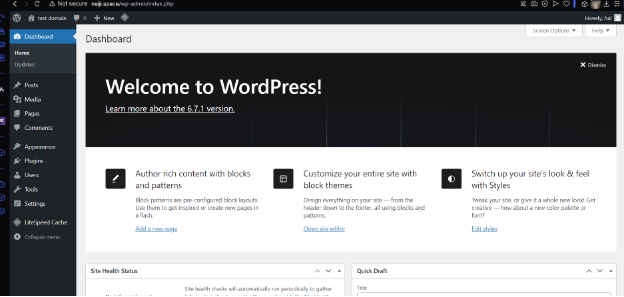 Not secure neiji.space/wp-admin/index.php
test domain 0 New
Howdy, hai
Dashboard
Home
Updates
Posts
Media
Pages
Comments
Appearance
Plugins
Users
Tools
Settings
LiteSpeed Cache
Collapse menu
Screen Options ▼ Help ▼
Dashboard
Dismiss
Welcome to WordPress!
Learn more about the 6.7.1 version.
Author rich content with blocks
and patterns
Block patterns are pre-configured block layouts.
Use them to get inspired or create new pages in
a flash.
Add a new page
Customize your entire site with
block themes
Design everything on your site — from the
header down to the footer, all using blocks and
patterns.
Open site editor
Switch up your site's look & feel
with Styles
Tweak your site, or give it a whole new look! Get
creative — how about a new color palette or
font?
Edit styles
Site Health Status
Site health checks will automatically run periodically to gather
Quick Draft
Title